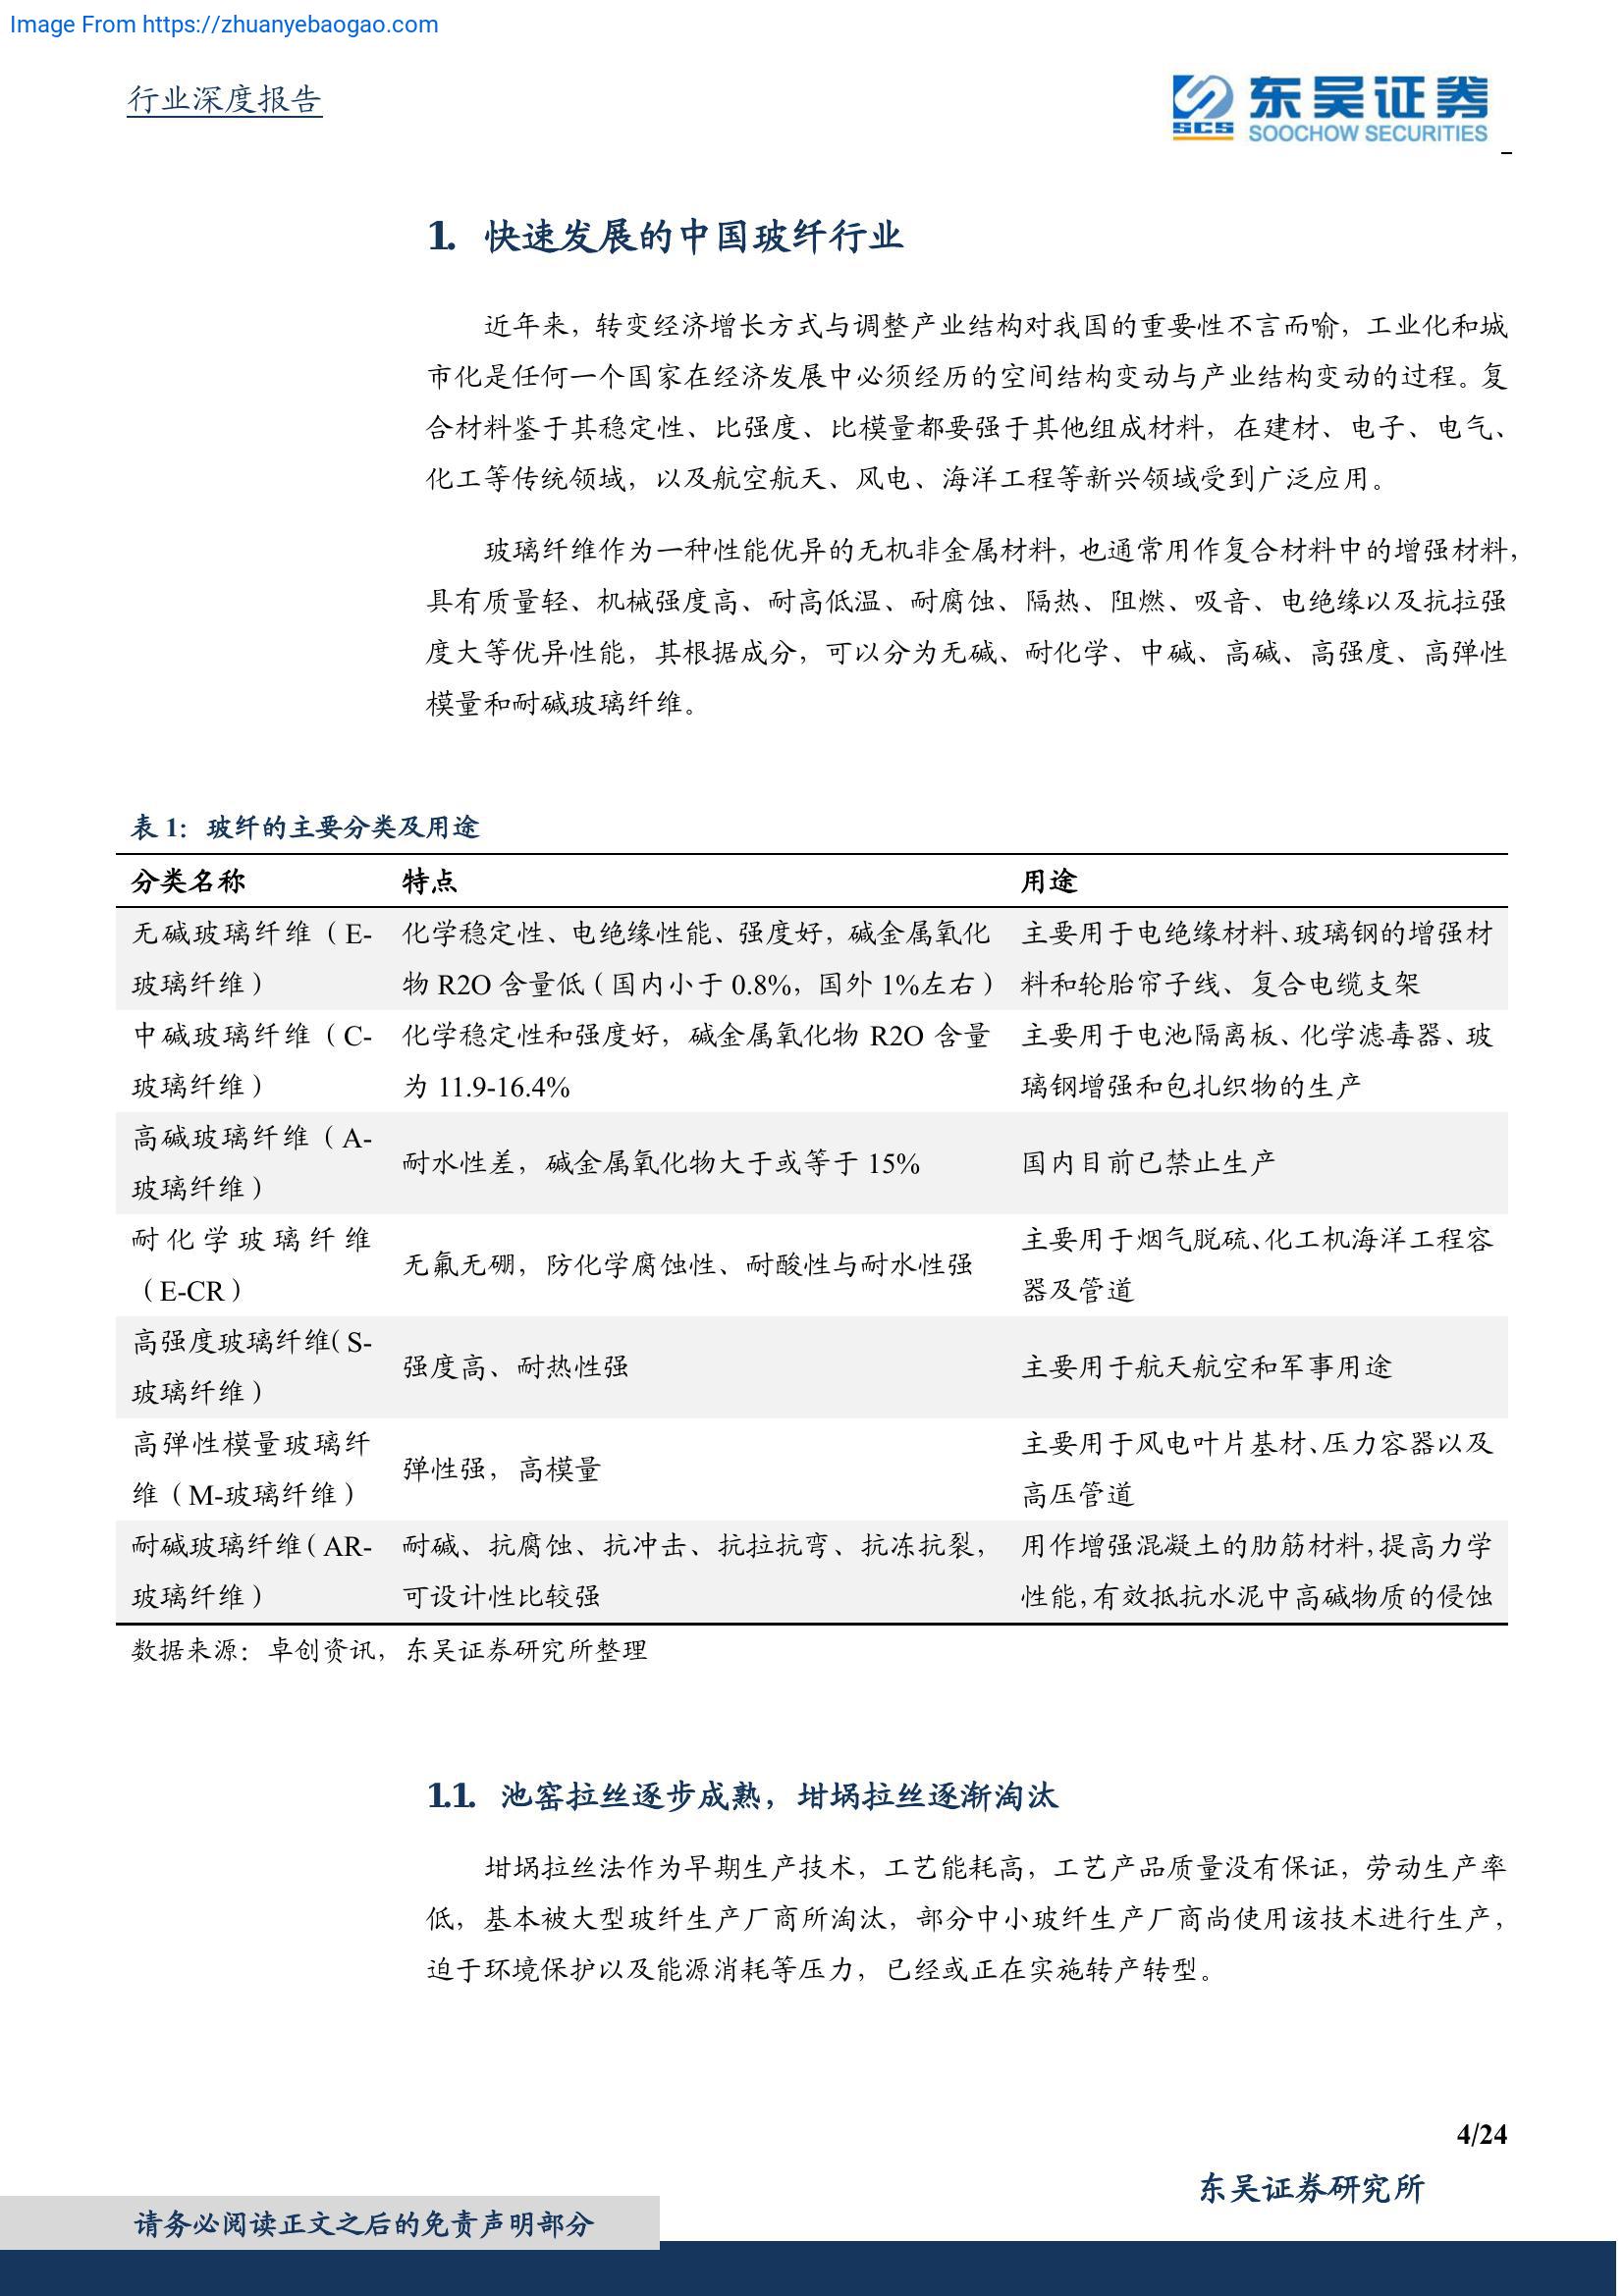 Image From https://zhuanyebaogao.com
行业深度报告
SCS 东吴证券
SOOCHOW SECURITIES
1. 快速发展的中国玻纤行业
近年来，转变经济增长方式与调整产业结构对我国的重要性不言而喻，工业化和城
市化是任何一个国家在经济发展中必须经历的空间结构变动与产业结构变动的过程。复
合材料鉴于其稳定性、比强度、比模量都要强于其他组成材料，在建材、电子、电气、
化工等传统领域，以及航空航天、风电、海洋工程等新兴领域受到广泛应用。
玻璃纤维作为一种性能优异的无机非金属材料，也通常用作复合材料中的增强材料，
具有质量轻、机械强度高、耐高低温、耐腐蚀、隔热、阻燃、吸音、电绝缘以及抗拉强
度大等优异性能，其根据成分，可以分为无碱、耐化学、中碱、高碱、高强度、高弹性
模量和耐碱玻璃纤维。
表 1：玻纤的主要分类及用途
分类名称 特点 用途
无碱玻璃纤维（E- 化学稳定性、电绝缘性能、强度好，碱金属氧化 主要用于电绝缘材料、玻璃钢的增强材
玻璃纤维） 物 R2O 含量低（国内小于 0.8%，国外 1%左右） 料和轮胎帘子线、复合电缆支架
中碱玻璃纤维（C- 化学稳定性和强度好，碱金属氧化物 R2O 含量 主要用于电池隔离板、化学滤毒器、玻
玻璃纤维） 为 11.9-16.4% 璃钢增强和包扎织物的生产
高碱玻璃纤维（A-
玻璃纤维） 耐水性差，碱金属氧化物大于或等于 15% 国内目前已禁止生产
耐化学玻璃纤维 主要用于烟气脱硫、化工机海洋工程容
（E-CR） 无氟无硼，防化学腐蚀性、耐酸性与耐水性强 器及管道
高强度玻璃纤维（S-
玻璃纤维） 强度高、耐热性强 主要用于航天航空和军事用途
高弹性模量玻璃纤 主要用于风电叶片基材、压力容器以及
维（M-玻璃纤维） 弹性强，高模量 高压管道
耐碱玻璃纤维（AR- 耐碱、抗腐蚀、抗冲击、抗拉抗弯、抗冻抗裂， 用作增强混凝土的肋筋材料，提高力学
玻璃纤维） 可设计性比较强 性能，有效抵抗水泥中高碱物质的侵蚀
数据来源：卓创资讯，东吴证券研究所整理
1.1. 池窑拉丝逐步成熟，坩埚拉丝逐渐淘汰
坩埚拉丝法作为早期生产技术，工艺能耗高，工艺产品质量没有保证，劳动生产率
低，基本被大型玻纤生产厂商所淘汰，部分中小玻纤生产厂商尚使用该技术进行生产，
迫于环境保护以及能源消耗等压力，已经或正在实施转产转型。
4/24
东吴证券研究所
请务必阅读正文之后的免责声明部分